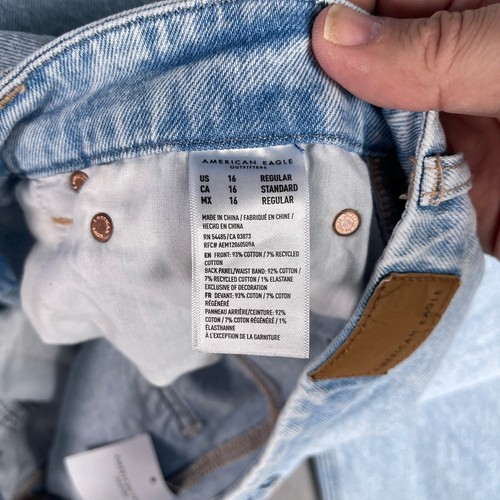 AMERICAN EAGLE
OUTFITTERS
US 16 REGULAR
CA 16 STANDARD
MX 16 REGULAR
MADE IN CHINA / FABRIQUÉ EN CHINE /
HECHO EN CHINA
RN 54485 / CA 03873
RFC# AEM1206050U9A
EN FRONT: 93% COTTON / 7% RECYCLED
COTTON
BACK PANEL/WAIST BAND: 92% COTTON /
7% RECYCLED COTTON / 1% ELASTANE
EXCLUSIVE OF DECORATION
FR DEVANT: 93% COTON / 7% COTON
RÉGÉNÉRÉ
PANNEAU ARRIÈRE/CEINTURE: 92%
COTON / 7% COTON RÉGÉNÉRÉ / 1%
ÉLASTHANNE
À L'EXCEPTION DE LA GARNITURE
AMERICAN EAGLE